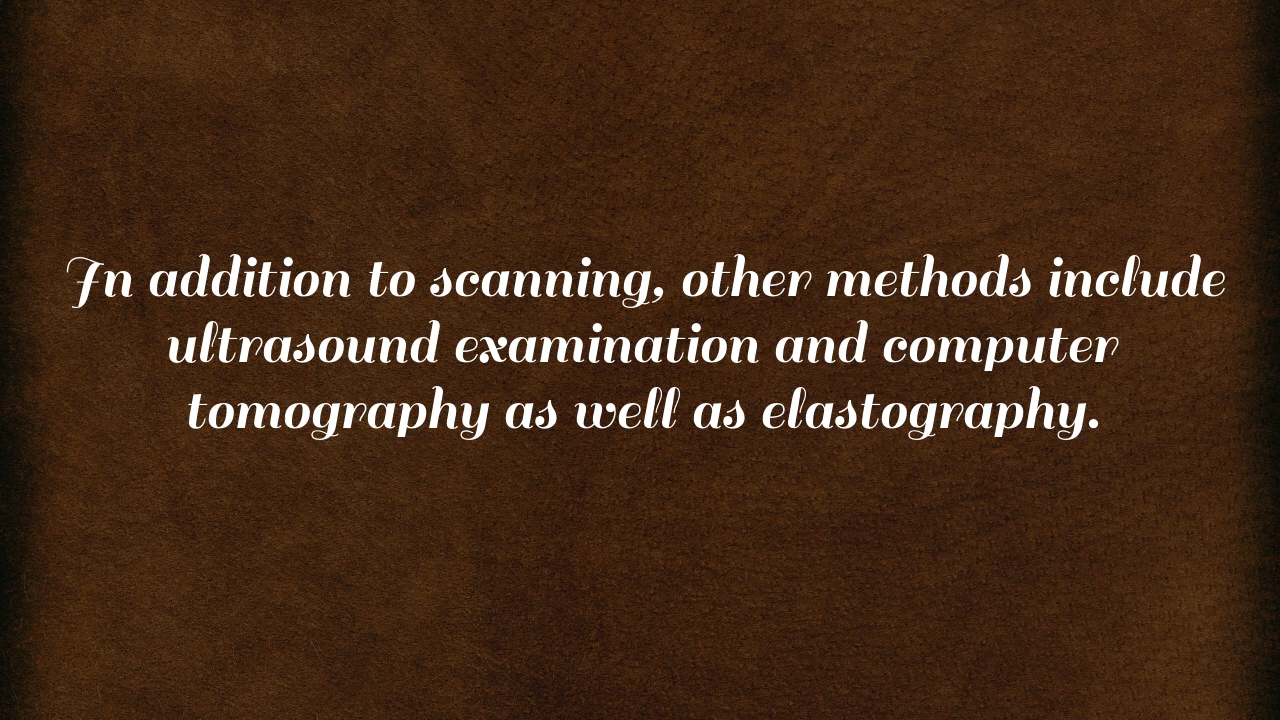 In addition to scanning, other methods include
ultrasound examination and computer
tomography as well as elastography.